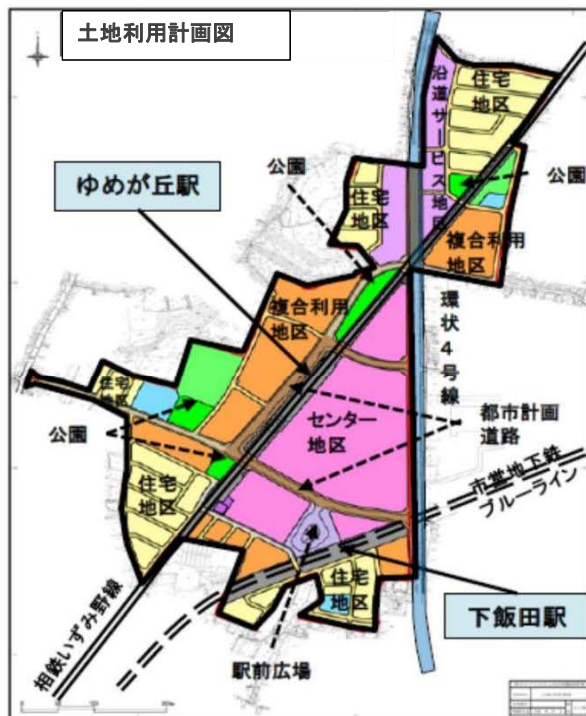 土地利用計画図
住宅
地区
沿道サービス地区
公園
公園
ゆめが丘駅
住宅
地区
複合利用
地区
複合利用
地区
環状4号線
住宅
地区
センター
地区
都市計画
道路
公園
住宅
地区
市営地下鉄
ブルーライン
住宅
地区
下飯田駅
相鉄いずみ野線
駅前広場